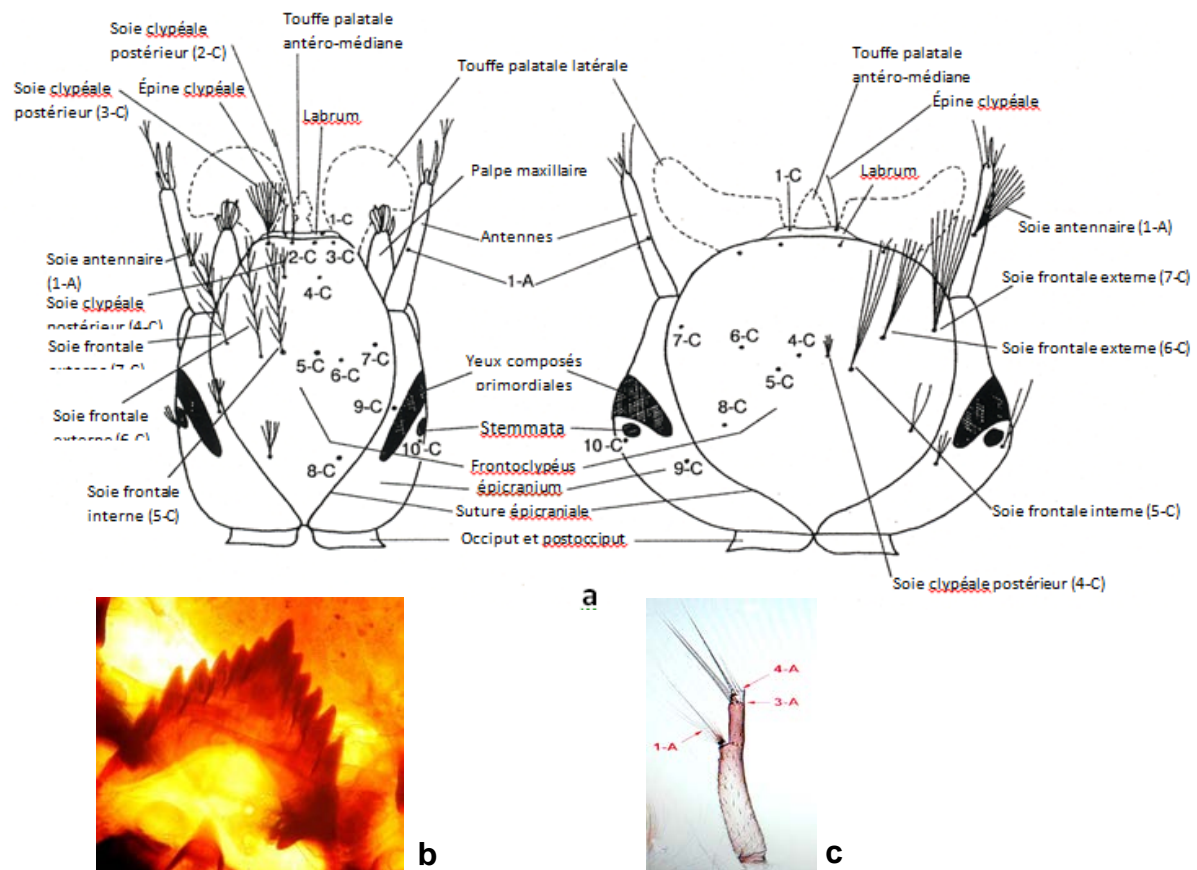 Soie clypéale
postérieur (2-C)
Touffe palatale
antéro-médiane
Soie clypéale
postérieur (3-C)
Épine clypéale
Labrum
Touffe palatale latérale
Palpe maxillaire
Touffe palatale
antéro-médiane
Épine clypéale
Labrum
1-C
1-C
2-C
3-C
4-C
5-C
6-C
7-C
8-C
9-C
10-C
Antennes
1-A
Soie antennaire
(1-A)
Soie clypéale
postérieur (4-C)
Soie frontale
externe (7-C)
Soie frontale
externe (6-C)
Soie frontale
interne (5-C)
Yeux composés
primordiales
Stemmata
Frontoclypéus
épicranium
Suture épicraniale
Occiput et postocciput
7-C
6-C
4-C
5-C
8-C
10-C
9-C
Soie antennaire (1-A)
Soie frontale externe (7-C)
Soie frontale externe (6-C)
Soie frontale interne (5-C)
Soie clypéale postérieur (4-C)
a
b
4-A
3-A
1-A
c